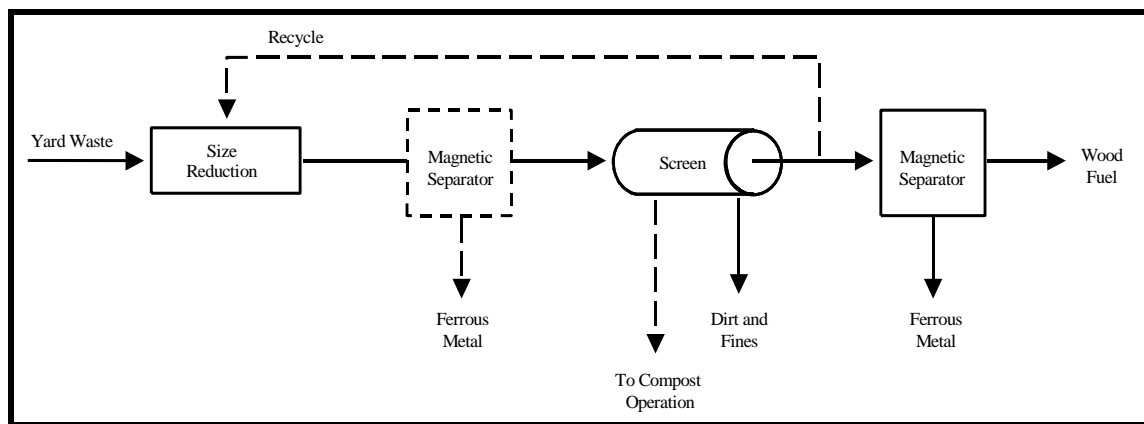 Recycle
Yard Waste
Size
Reduction
Magnetic
Separator
Screen
Magnetic
Separator
Wood
Fuel
Ferrous
Metal
Dirt and
Fines
Ferrous
Metal
To Compost
Operation